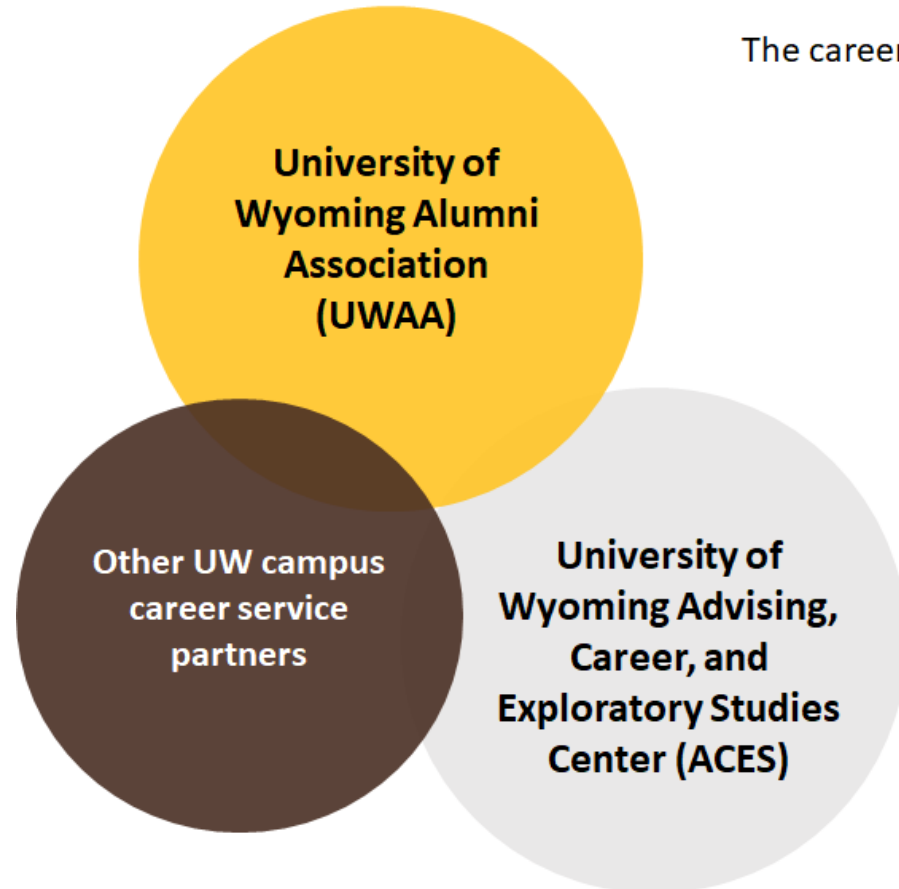 The career
University of
Wyoming Alumni
Association
(UWAA)
Other UW campus
career service
partners
University of
Wyoming Advising,
Career, and
Exploratory Studies
Center (ACES)